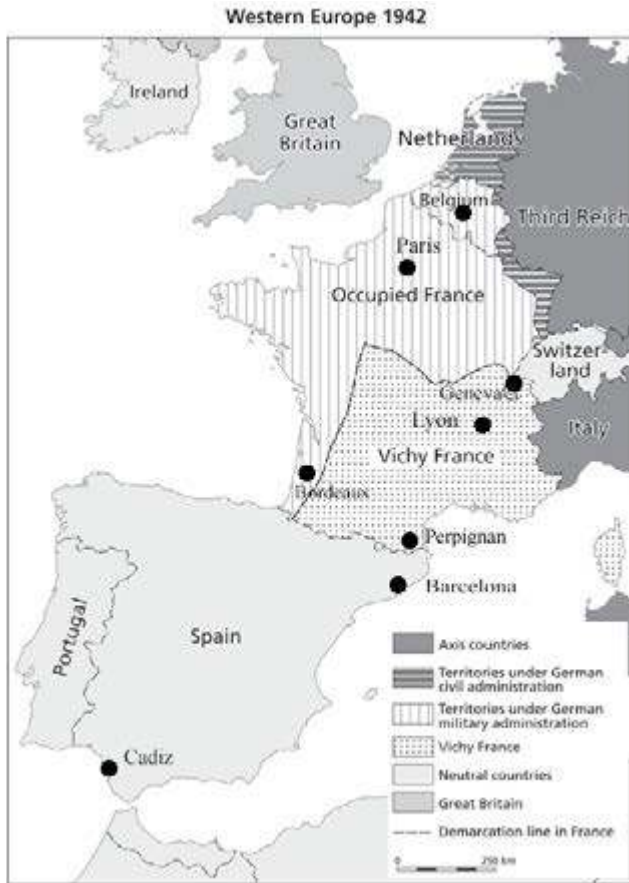 Western Europe 1942
Ireland
Great
Britain
Netherlands
Belgium
Third Reich
Paris
Occupied France
Switzer-
land
Genevaer
Lyon
Italy
Vichy France
Bordeaux
Perpignan
Barcelona
Portugal
Spain
Cadiz
Axis countries
Territories under German
civil administration
Territories under German
military administration
Vichy France
Neutral countries
Great Britain
Demarcation line in France
0 250 km